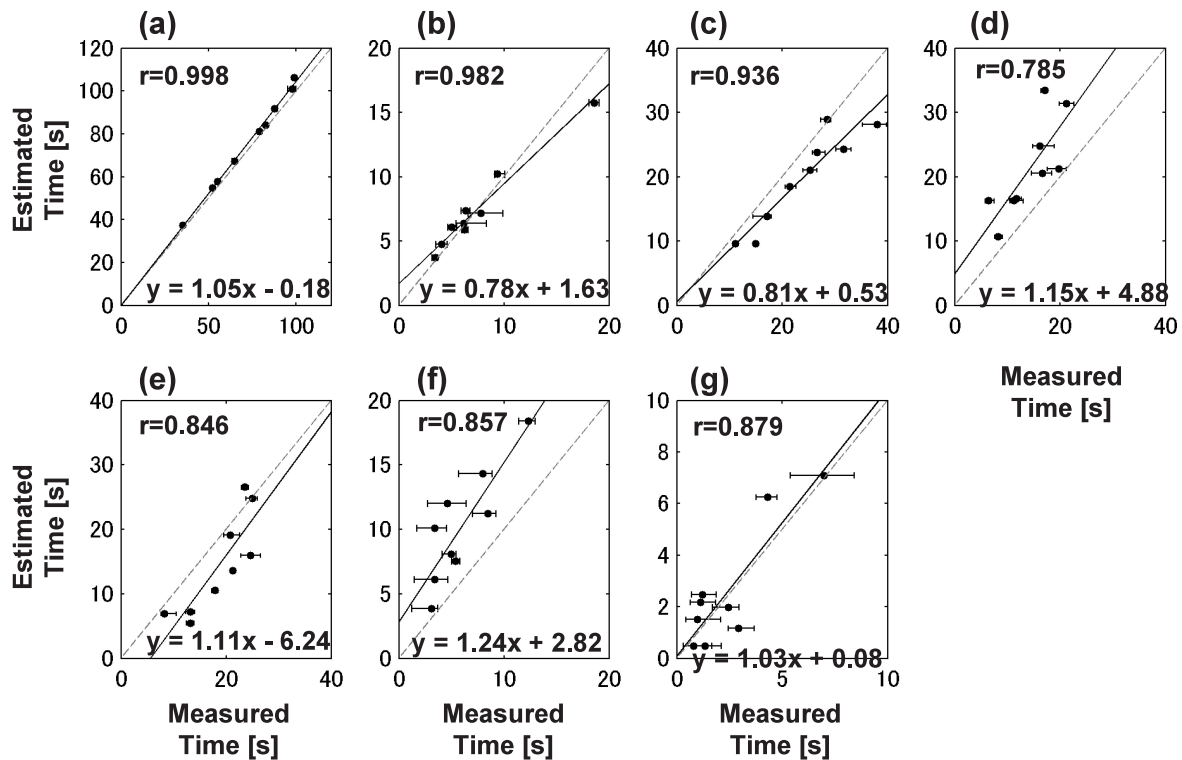 (a)
r=0.998
120
100
80
60
40
20
0
0
50
100
y = 1.05x - 0.18
Estimated
Time [s]
(b)
r=0.982
20
15
10
5
0
0
10
20
y = 0.78x + 1.63
(c)
r=0.936
40
30
20
10
0
0
20
40
y = 0.81x + 0.53
(d)
r=0.785
40
30
20
10
0
0
20
40
y = 1.15x + 4.88
Measured
Time [s]
(e)
r=0.846
40
30
20
10
0
0
20
40
y = 1.11x - 6.24
Estimated
Time [s]
Measured
Time [s]
(f)
r=0.857
20
15
10
5
0
0
10
20
y = 1.24x + 2.82
Measured
Time [s]
(g)
r=0.879
10
8
6
4
2
0
0
5
10
y = 1.03x + 0.08
Measured
Time [s]